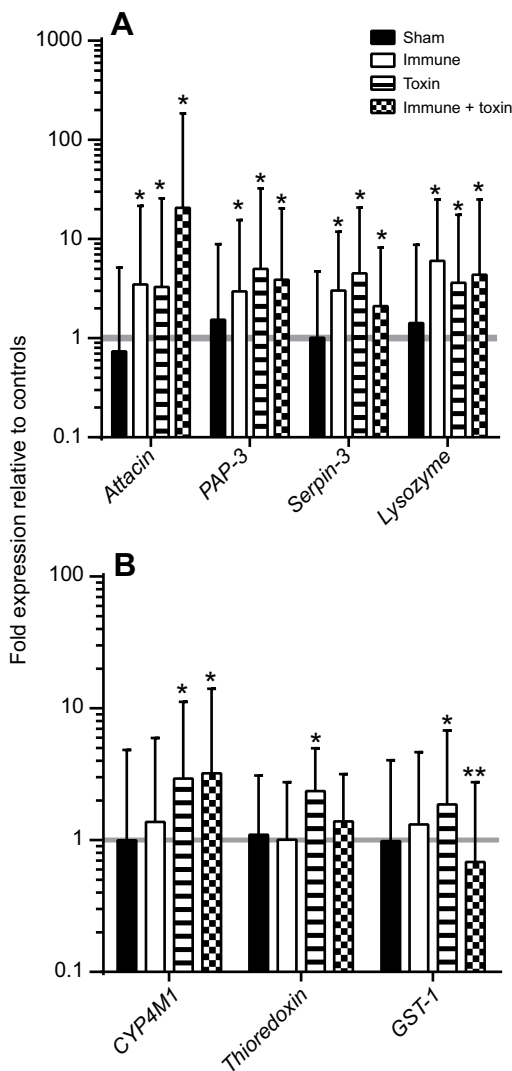 A
1000
100
10
1
0.1
Sham
Immune
Toxin
Immune + toxin
* * * *
* * *
* * *
* * *
Attacin
PAP-3
Serpin-3
Lysozyme
Fold expression relative to controls
B
100
10
1
0.1
* *
*
* **
CYP4M1
Thioredoxin
GST-1